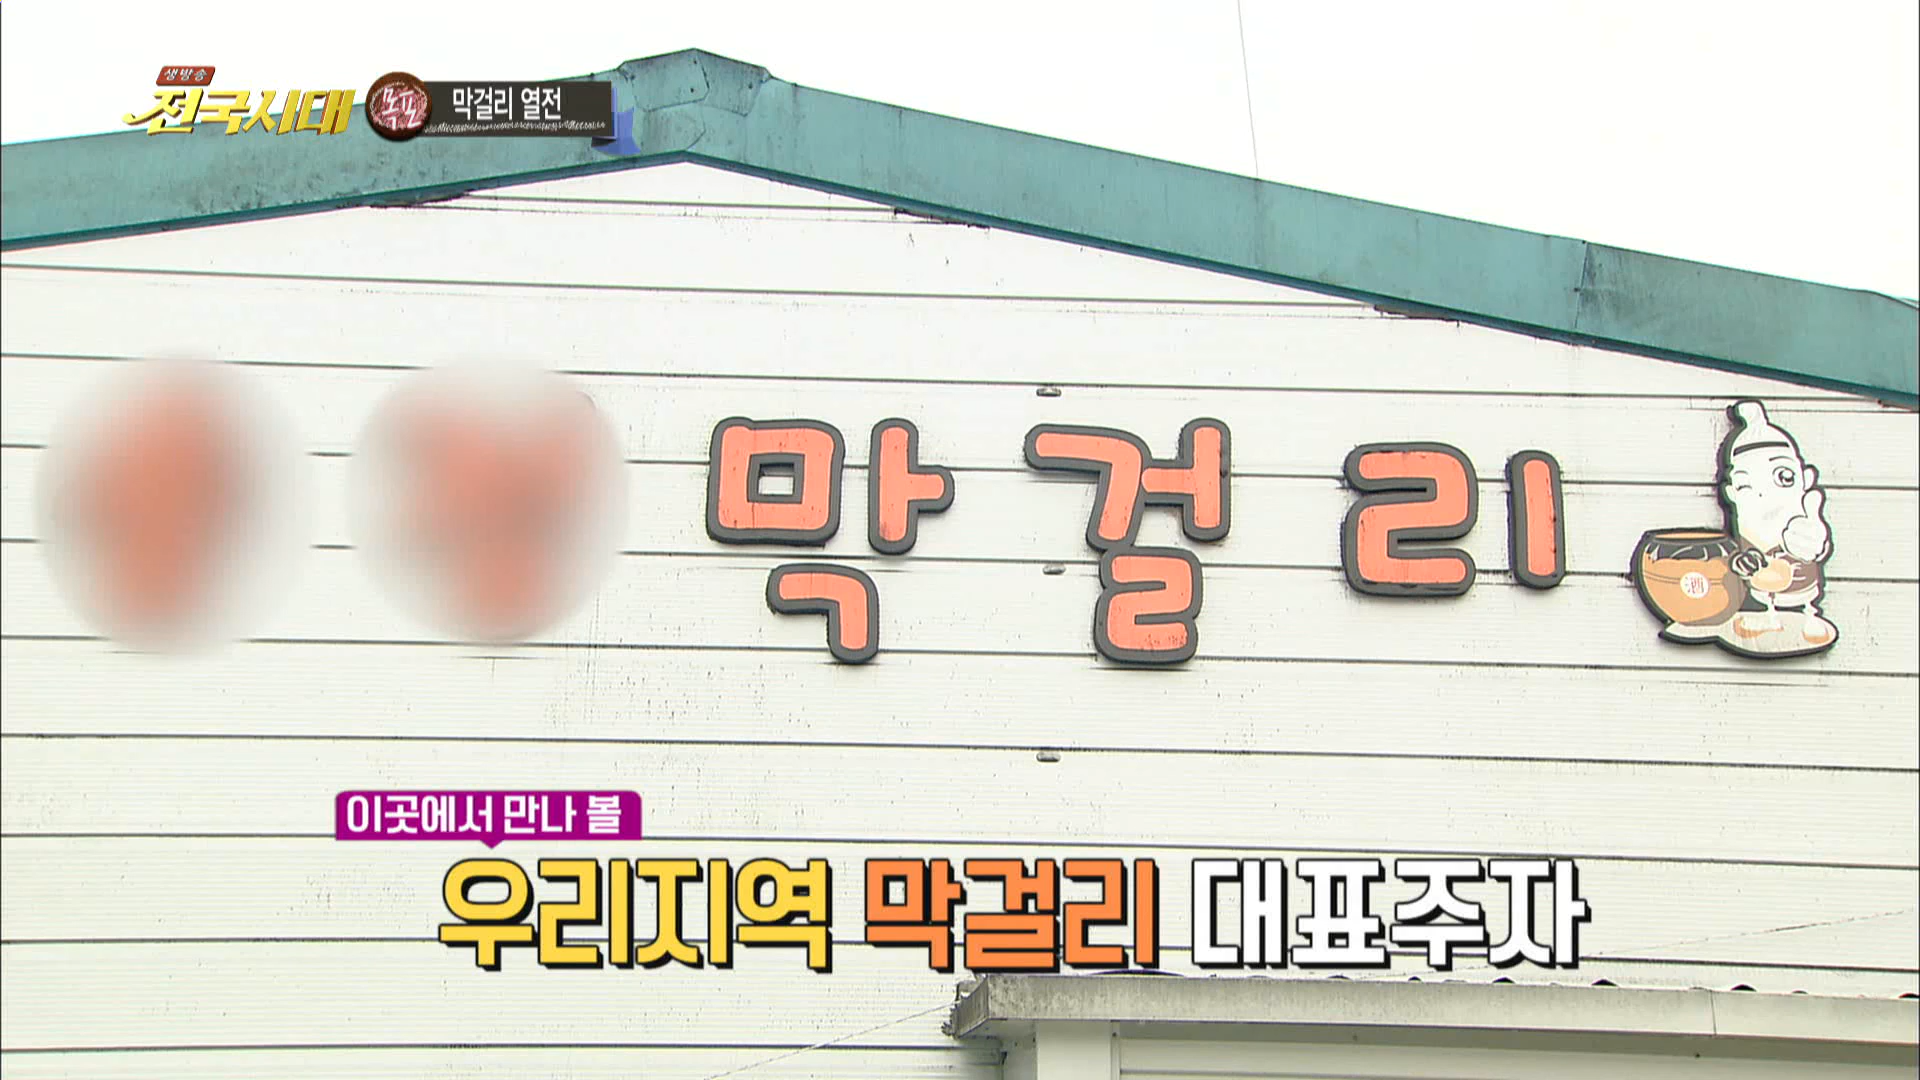 생방송
전국시대
목포
막걸리 열전
막걸리
酒
이곳에서 만나 볼
우리지역 막걸리 대표주자